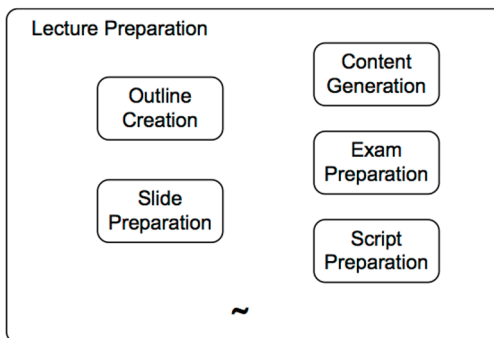 Lecture Preparation
Outline
Creation
Slide
Preparation
Content
Generation
Exam
Preparation
Script
Preparation
~